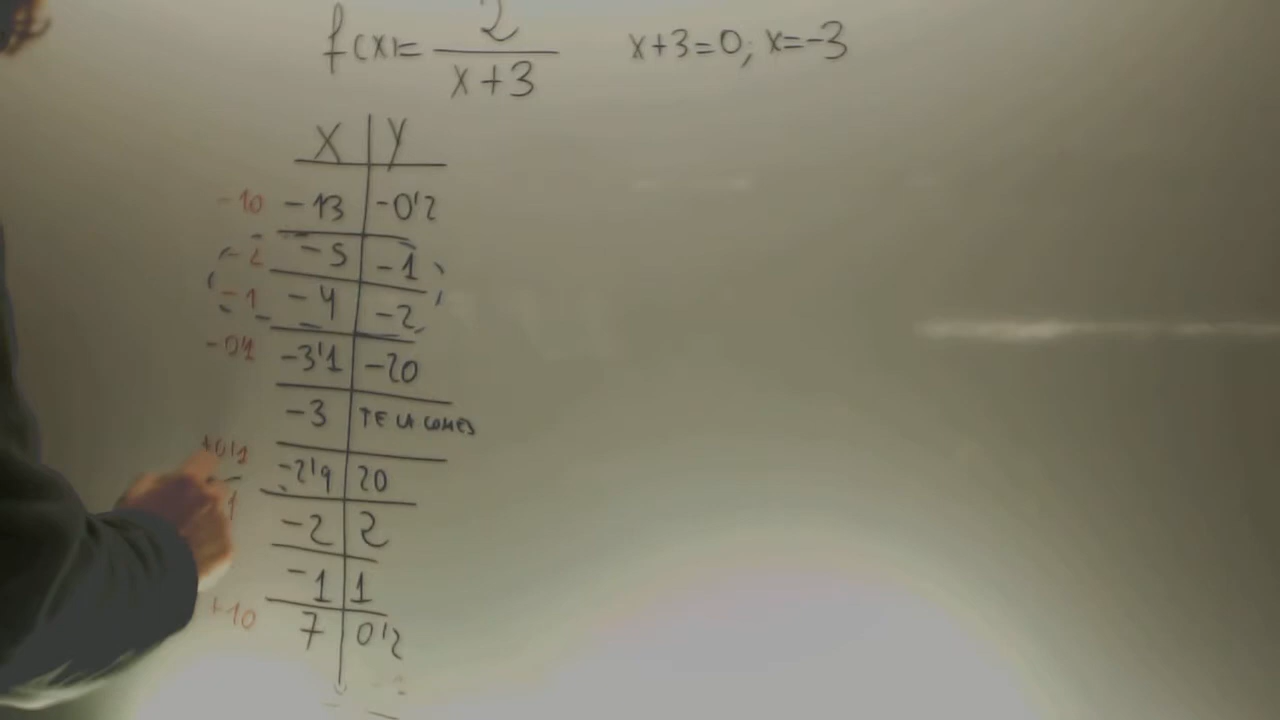 f(x)= 2 / x+3 x+3=0, x=-3
x y
-10 -13 -0'2
-2 -5 -1
-1 -4 -2
-0'1 -3'1 -20
-3 TE LA COMES
+0'1 -2'9 20
1 -2 2
-1 1
+10 7 0'2